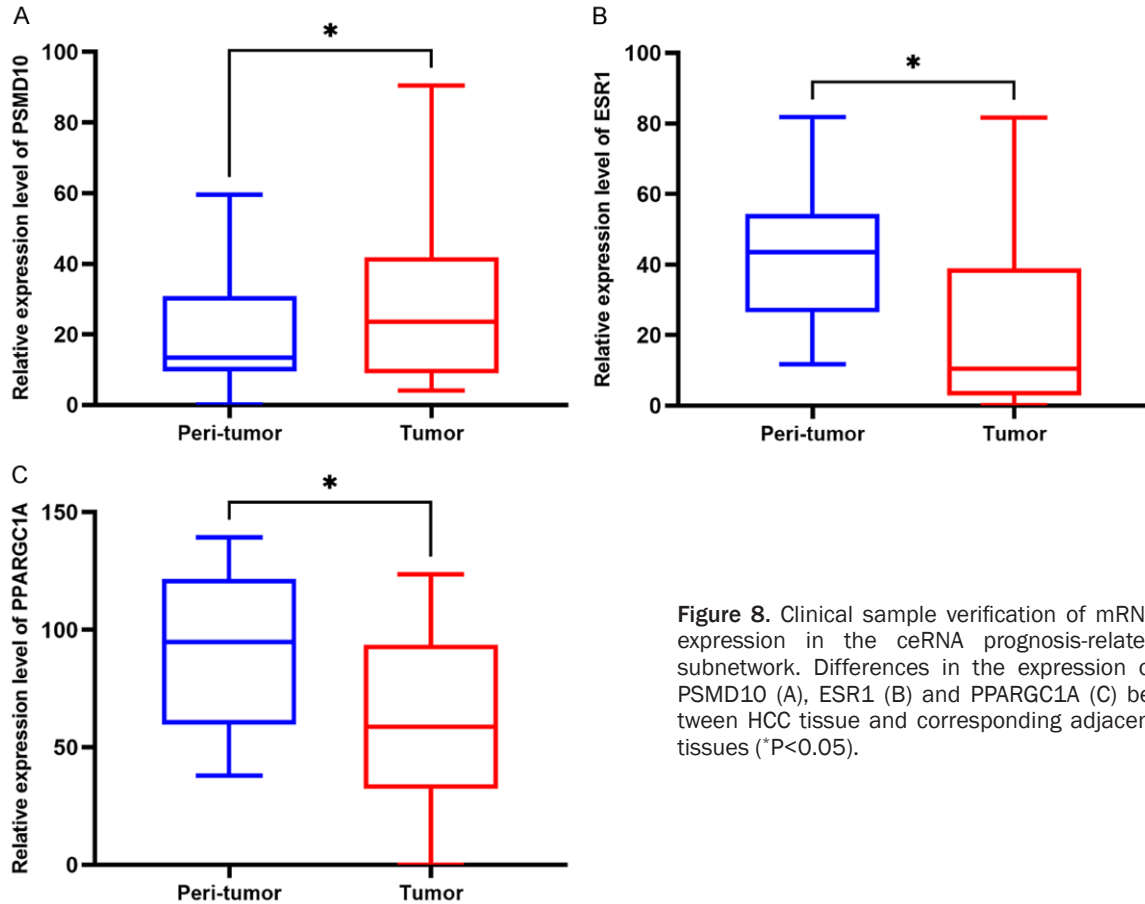 A
*
Relative expression level of PSMD10
100
80
60
40
20
0
Peri-tumor
Tumor
B
*
Relative expression level of ESR1
100
80
60
40
20
0
Peri-tumor
Tumor
C
*
Relative expression level of PPARGC1A
150
100
50
0
Peri-tumor
Tumor
Figure 8. Clinical sample verification of mRN
expression in the ceRNA prognosis-relate
subnetwork. Differences in the expression o
PSMD10 (A), ESR1 (B) and PPARGC1A (C) be
tween HCC tissue and corresponding adjacen
tissues (*P<0.05).